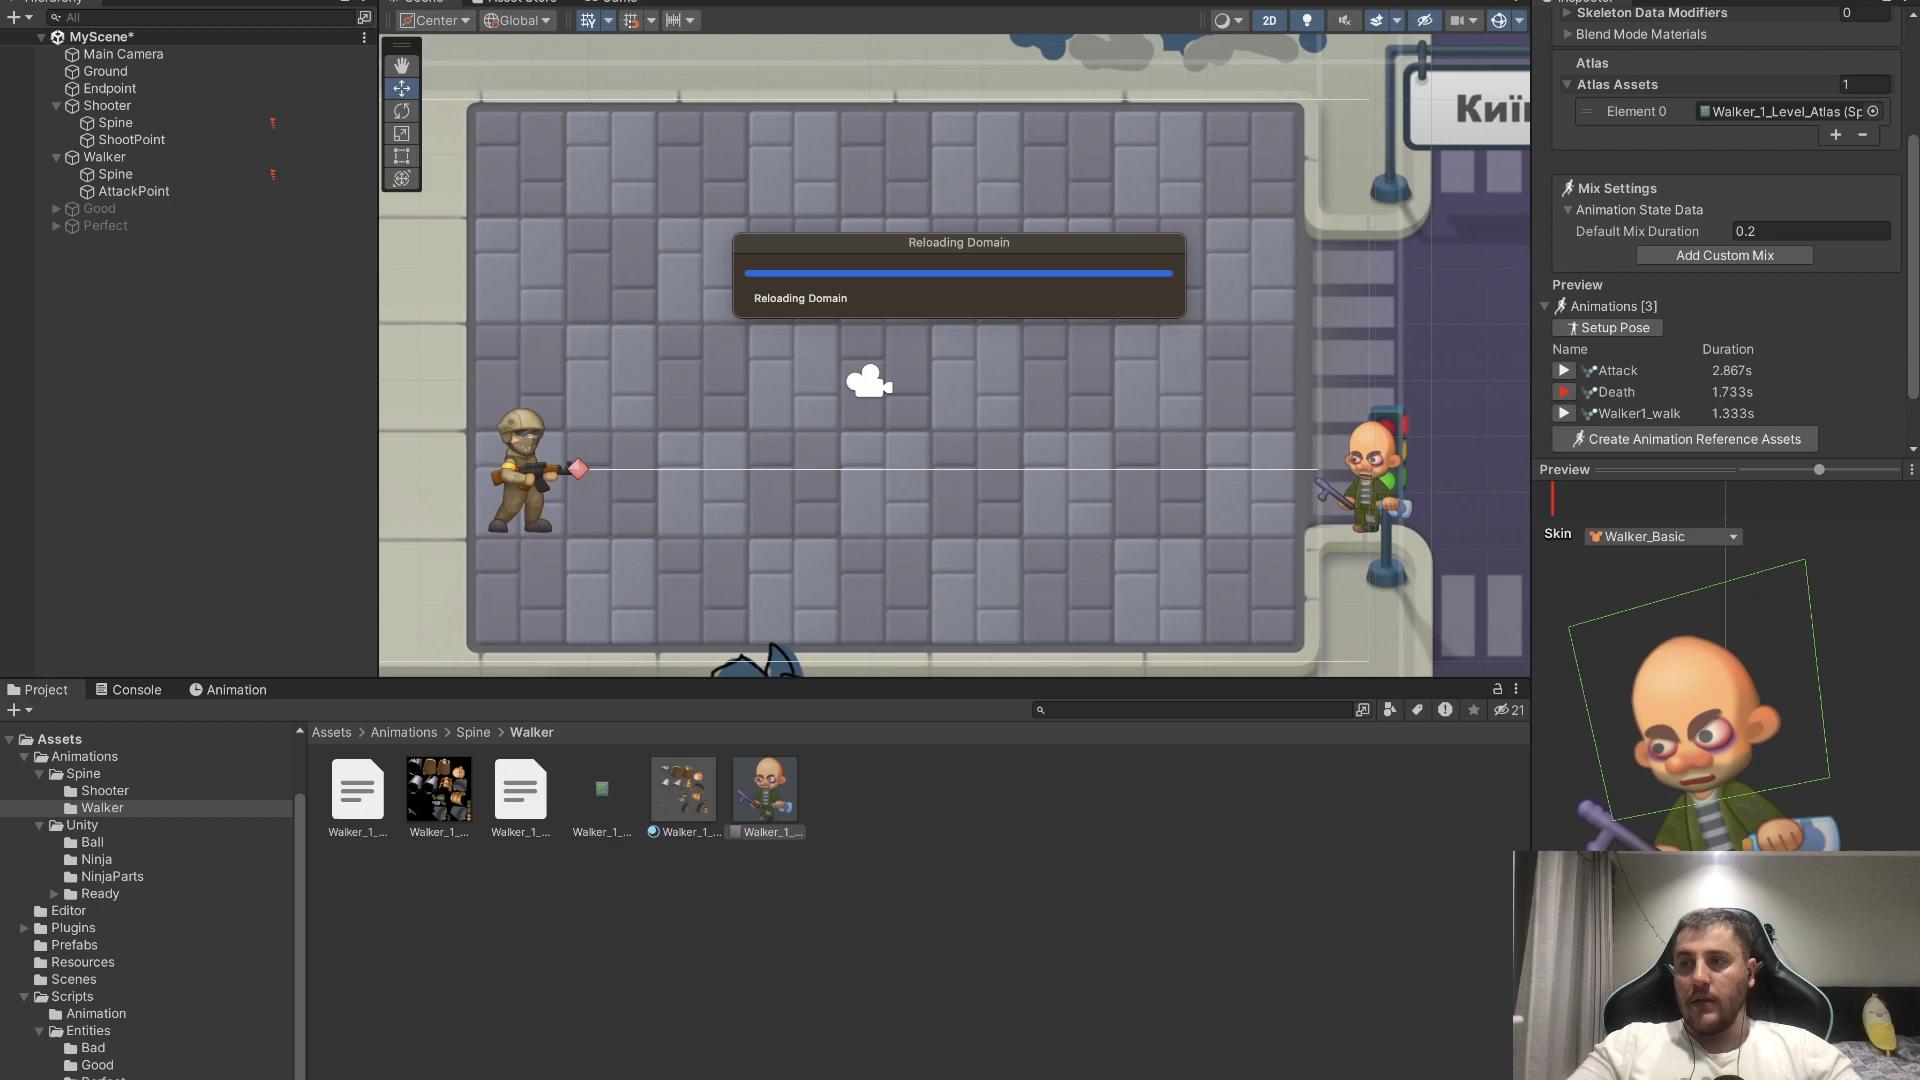 All
Center
Global
2D
Skeleton Data Modifiers
0
Blend Mode Materials
MyScene*
Main Camera
Ground
Endpoint
Shooter
Spine
ShootPoint
Walker
Spine
AttackPoint
Good
Perfect
Atlas
Atlas Assets
1
Element 0
Walker_1_Level_Atlas (Sp
Mix Settings
Animation State Data
Default Mix Duration
0.2
Add Custom Mix
Reloading Domain
Reloading Domain
Preview
Animations [3]
Setup Pose
Name
Duration
Attack
2.867s
Death
1.733s
Walker1_walk
1.333s
Create Animation Reference Assets
Preview
Skin
Walker_Basic
Project
Console
Animation
21
Assets
Animations
Spine
Shooter
Walker
Unity
Ball
Ninja
NinjaParts
Ready
Editor
Plugins
Prefabs
Resources
Scenes
Scripts
Animation
Entities
Bad
Good
Assets > Animations > Spine > Walker
Walker_1_...
Walker_1_...
Walker_1_...
Walker_1_...
Walker_1_...
Walker_1_...